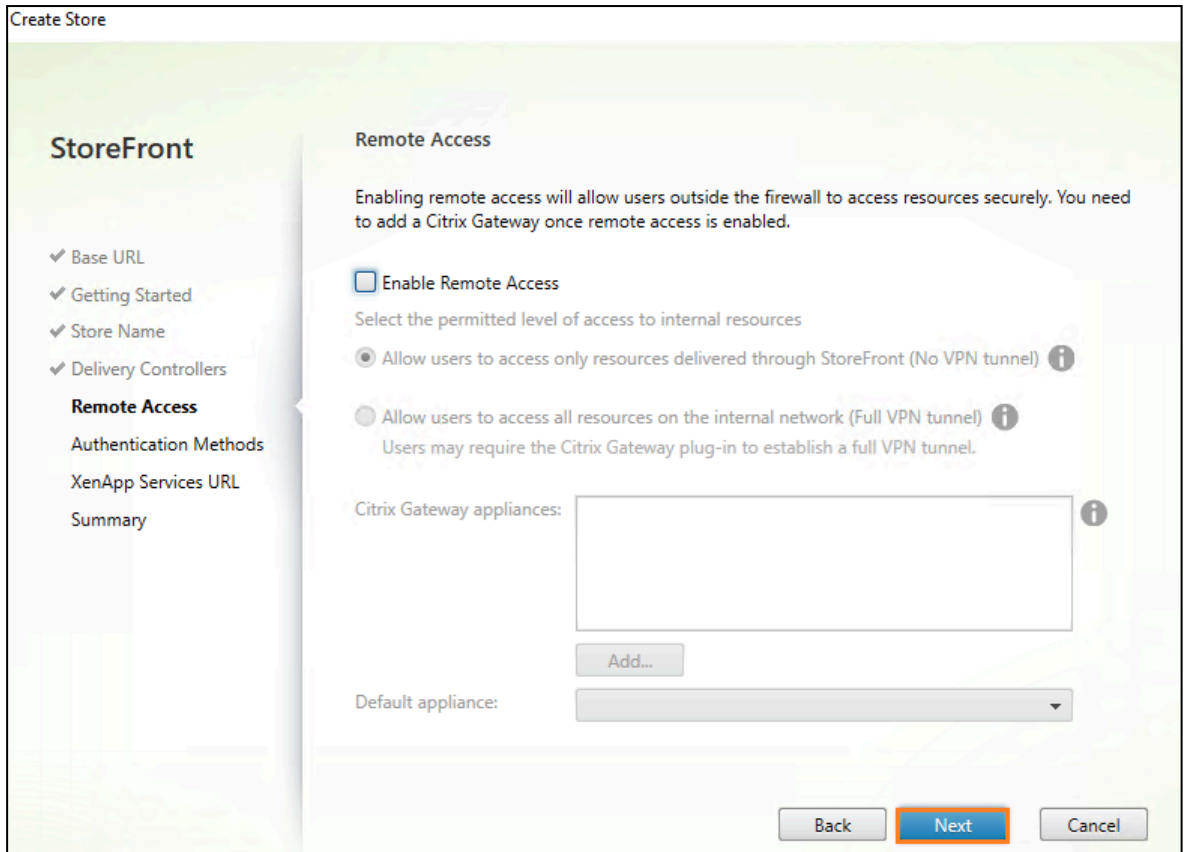 Create Store
StoreFront
Base URL
Getting Started
Store Name
Delivery Controllers
Remote Access
Authentication Methods
XenApp Services URL
Summary
Remote Access
Enabling remote access will allow users outside the firewall to access resources securely. You need
to add a Citrix Gateway once remote access is enabled.
Enable Remote Access
Select the permitted level of access to internal resources
Allow users to access only resources delivered through StoreFront (No VPN tunnel)
Allow users to access all resources on the internal network (Full VPN tunnel)
Users may require the Citrix Gateway plug-in to establish a full VPN tunnel.
Citrix Gateway appliances:
Add...
Default appliance:
Back Next Cancel